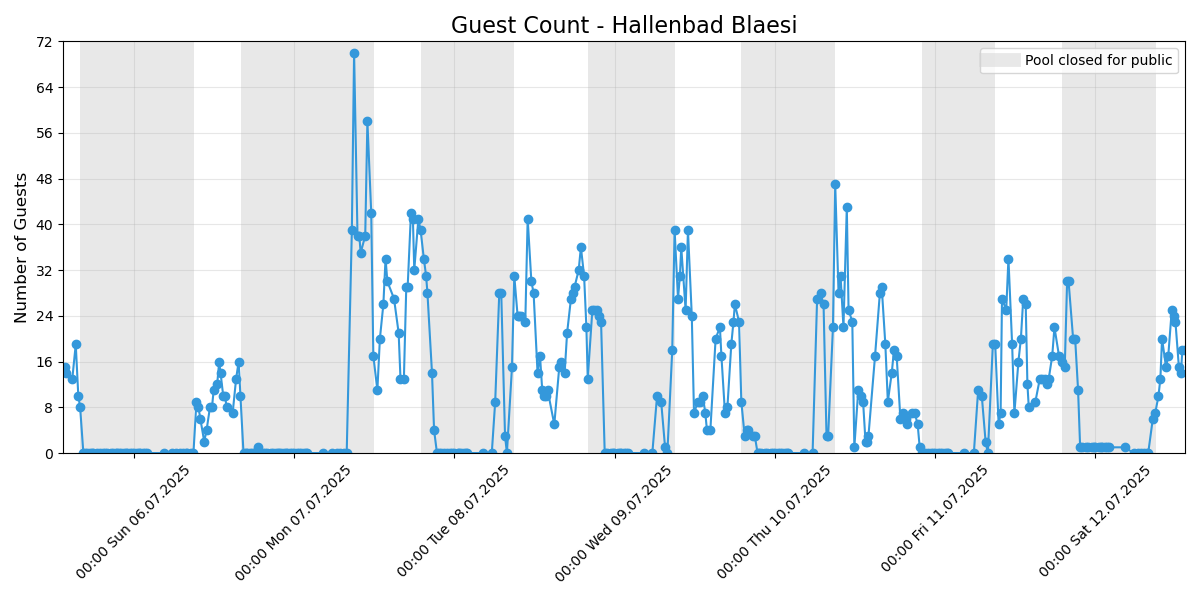 Guest Count - Hallenbad Blaesi
Pool closed for public
Number of Guests
72
64
56
48
40
32
24
16
8
0
00:00 Sun 06.07.2025
00:00 Mon 07.07.2025
00:00 Tue 08.07.2025
00:00 Wed 09.07.2025
00:00 Thu 10.07.2025
00:00 Fri 11.07.2025
00:00 Sat 12.07.2025